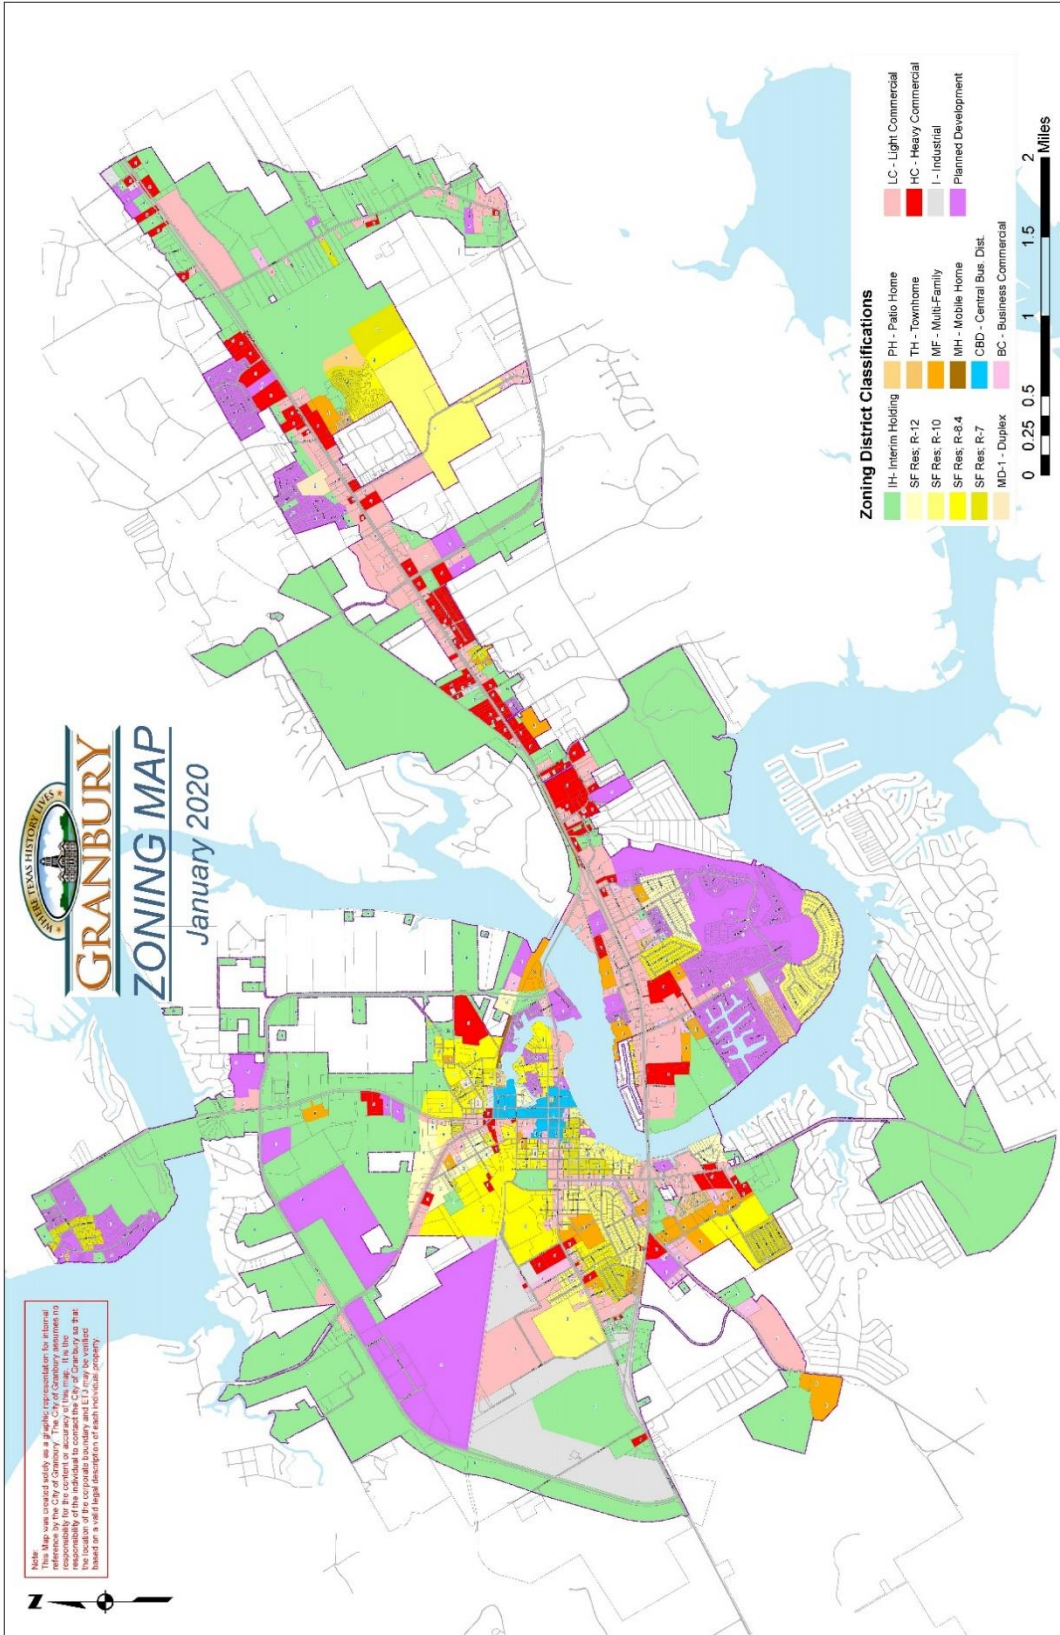 Note:
This Map was created solely as a graphic representation for internal
reference by the City of Granbury. The City of Granbury assumes no
responsibility for the content or accuracy of this map. It is the
responsibility of the individual to contact the City of Granbury so that
the location of the corporate boundary and ETJ may be verified
based on a valid legal description of each individual property.
N
WHERE TEXAS HISTORY LIVES
GRANBURY
ZONING MAP
January 2020
Zoning District Classifications
IH- Interim Holding
SF Res; R-12
SF Res; R-10
SF Res; R-8.4
SF Res; R-7
MD-1 - Duplex
PH - Patio Home
TH - Townhome
MF - Multi-Family
MH - Mobile Home
CBD - Central Bus. Dist.
BC - Business Commercial
LC - Light Commercial
HC - Heavy Commercial
I - Industrial
Planned Development
0 0.25 0.5 1 1.5 2
Miles